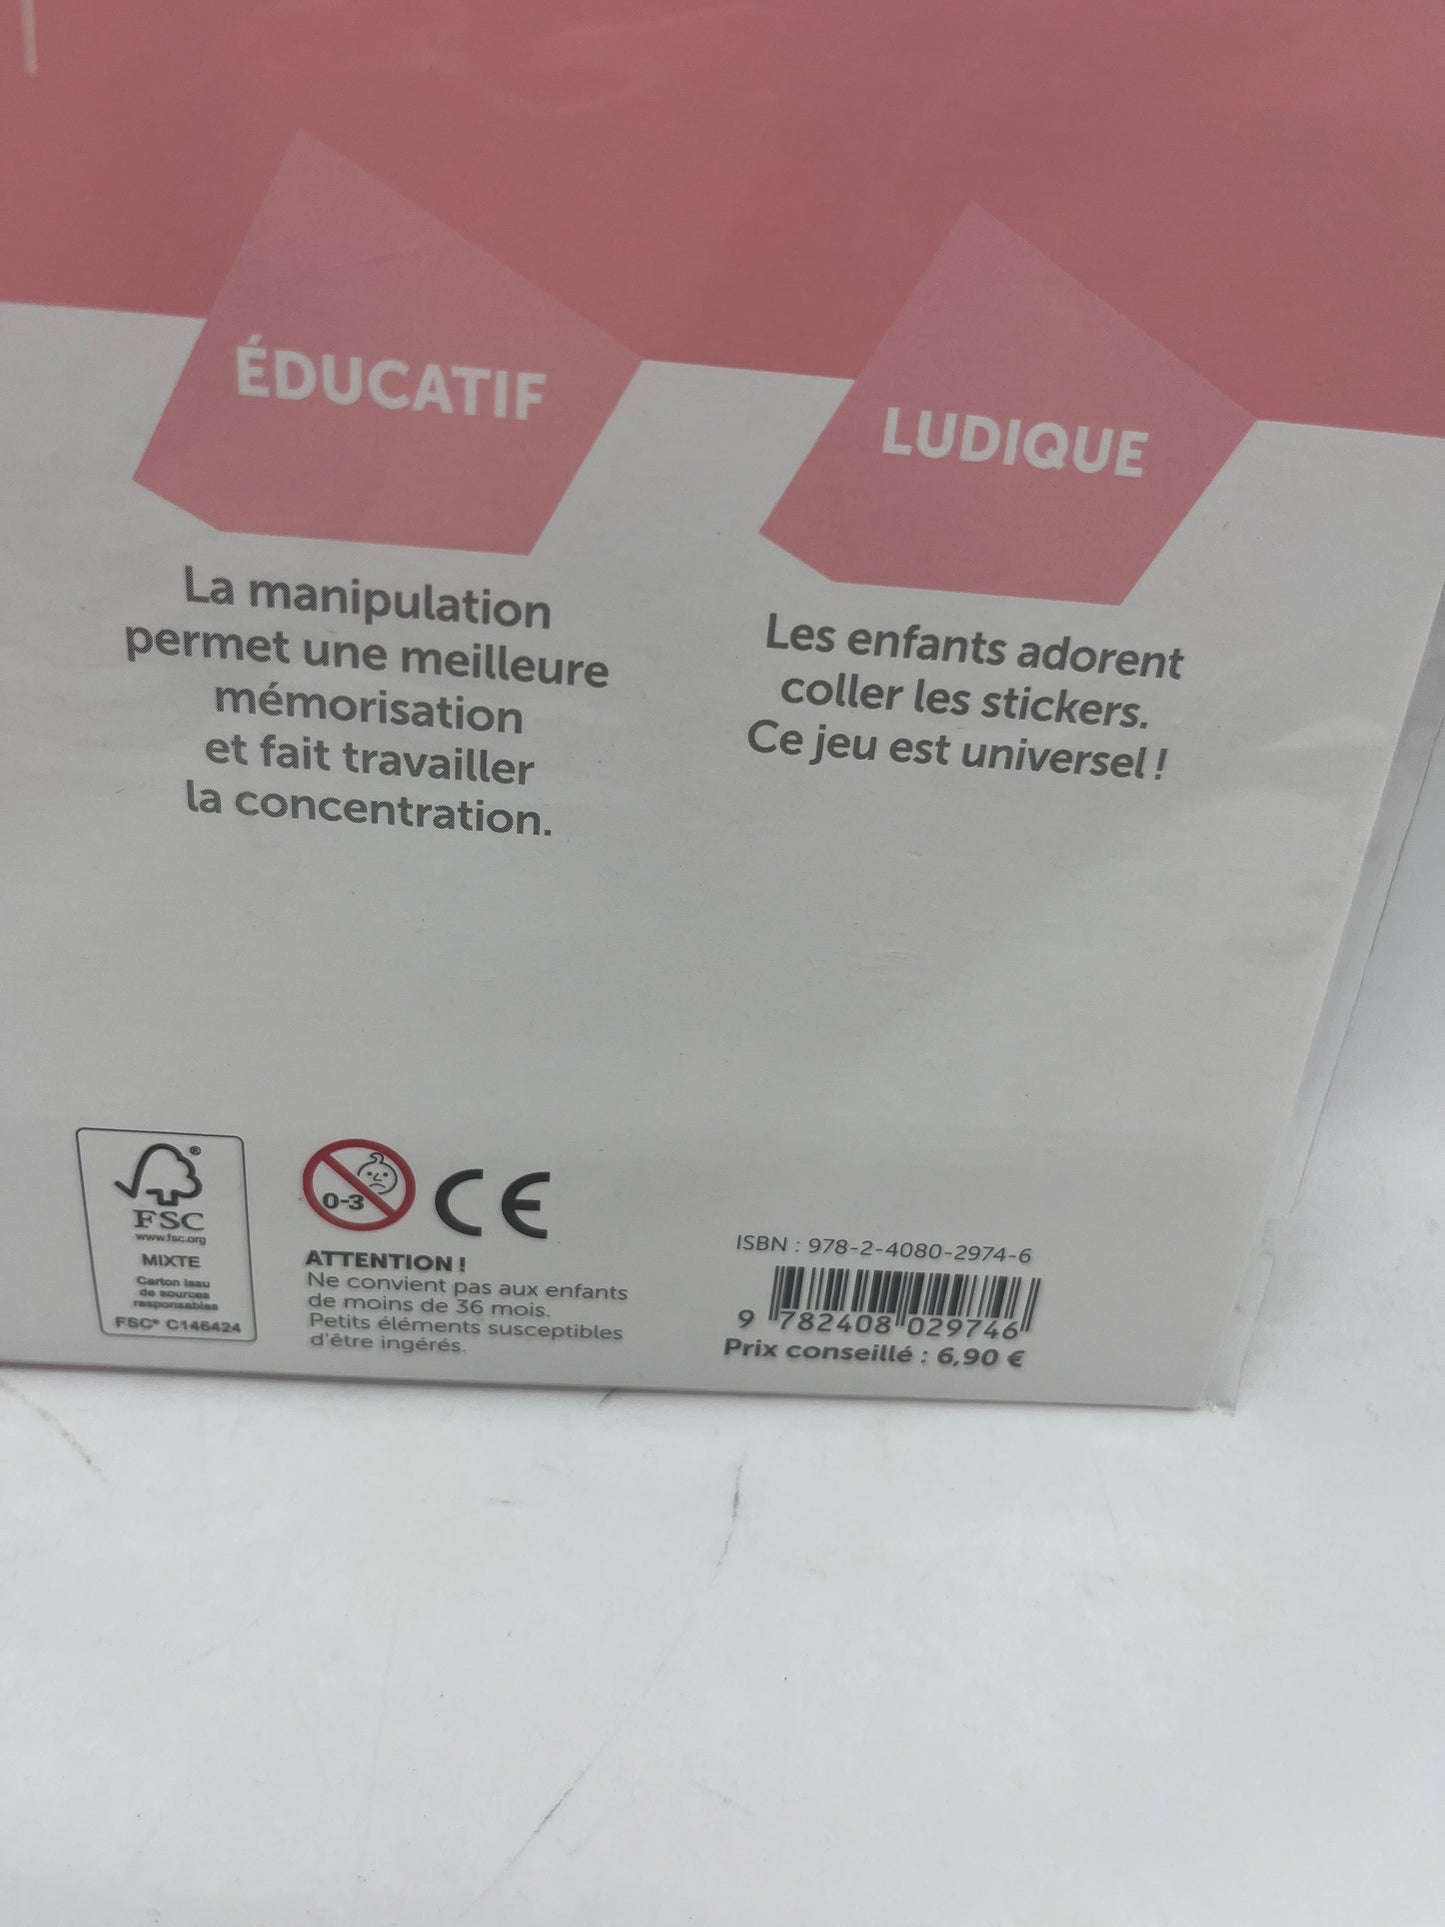 ÉDUCATIF
La manipulation
permet une meilleure
mémorisation
et fait travailler
la concentration.
LUDIQUE
Les enfants adorent
coller les stickers.
Ce jeu est universel !
FSC
www.fsc.org
MIXTE
Carton issu
de sources
responsables
FSC® C146424
0-3
CE
ATTENTION !
Ne convient pas aux enfants
de moins de 36 mois.
Petits éléments susceptibles
d'être ingérés.
ISBN : 978-2-4080-2974-6
9 782408 029746
Prix conseillé : 6,90 €